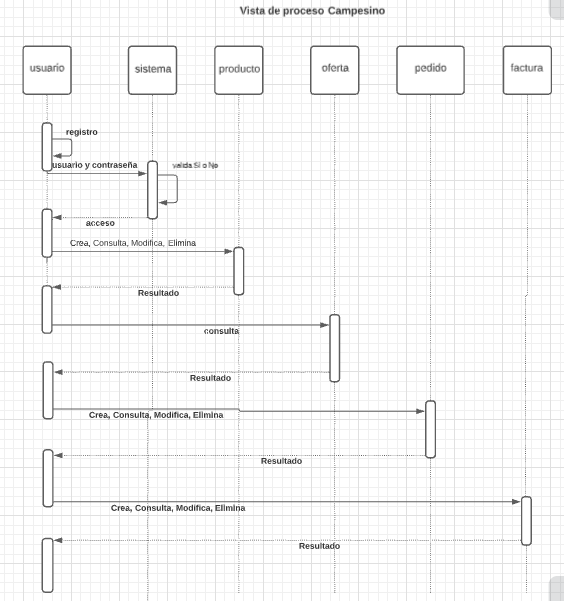 Vista de proceso Campesino
usuario
sistema
producto
oferta
pedido
factura
registro
usuario y contraseña
valida Si o No
acceso
Crea, Consulta, Modifica, Elimina
Resultado
consulta
Resultado
Crea, Consulta, Modifica, Elimina
Resultado
Crea, Consulta, Modifica, Elimina
Resultado